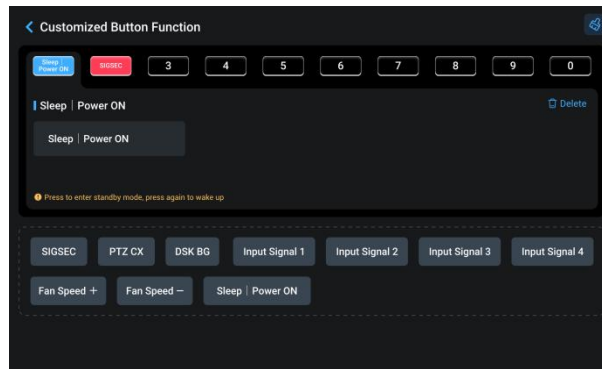 Customized Button Function
Sleep | Power ON SIGSEC 3 4 5 6 7 8 9 0
Sleep | Power ON Delete
Sleep | Power ON
Press to enter standby mode, press again to wake up
SIGSEC PTZ CX DSK BG Input Signal 1 Input Signal 2 Input Signal 3 Input Signal 4
Fan Speed + Fan Speed − Sleep | Power ON